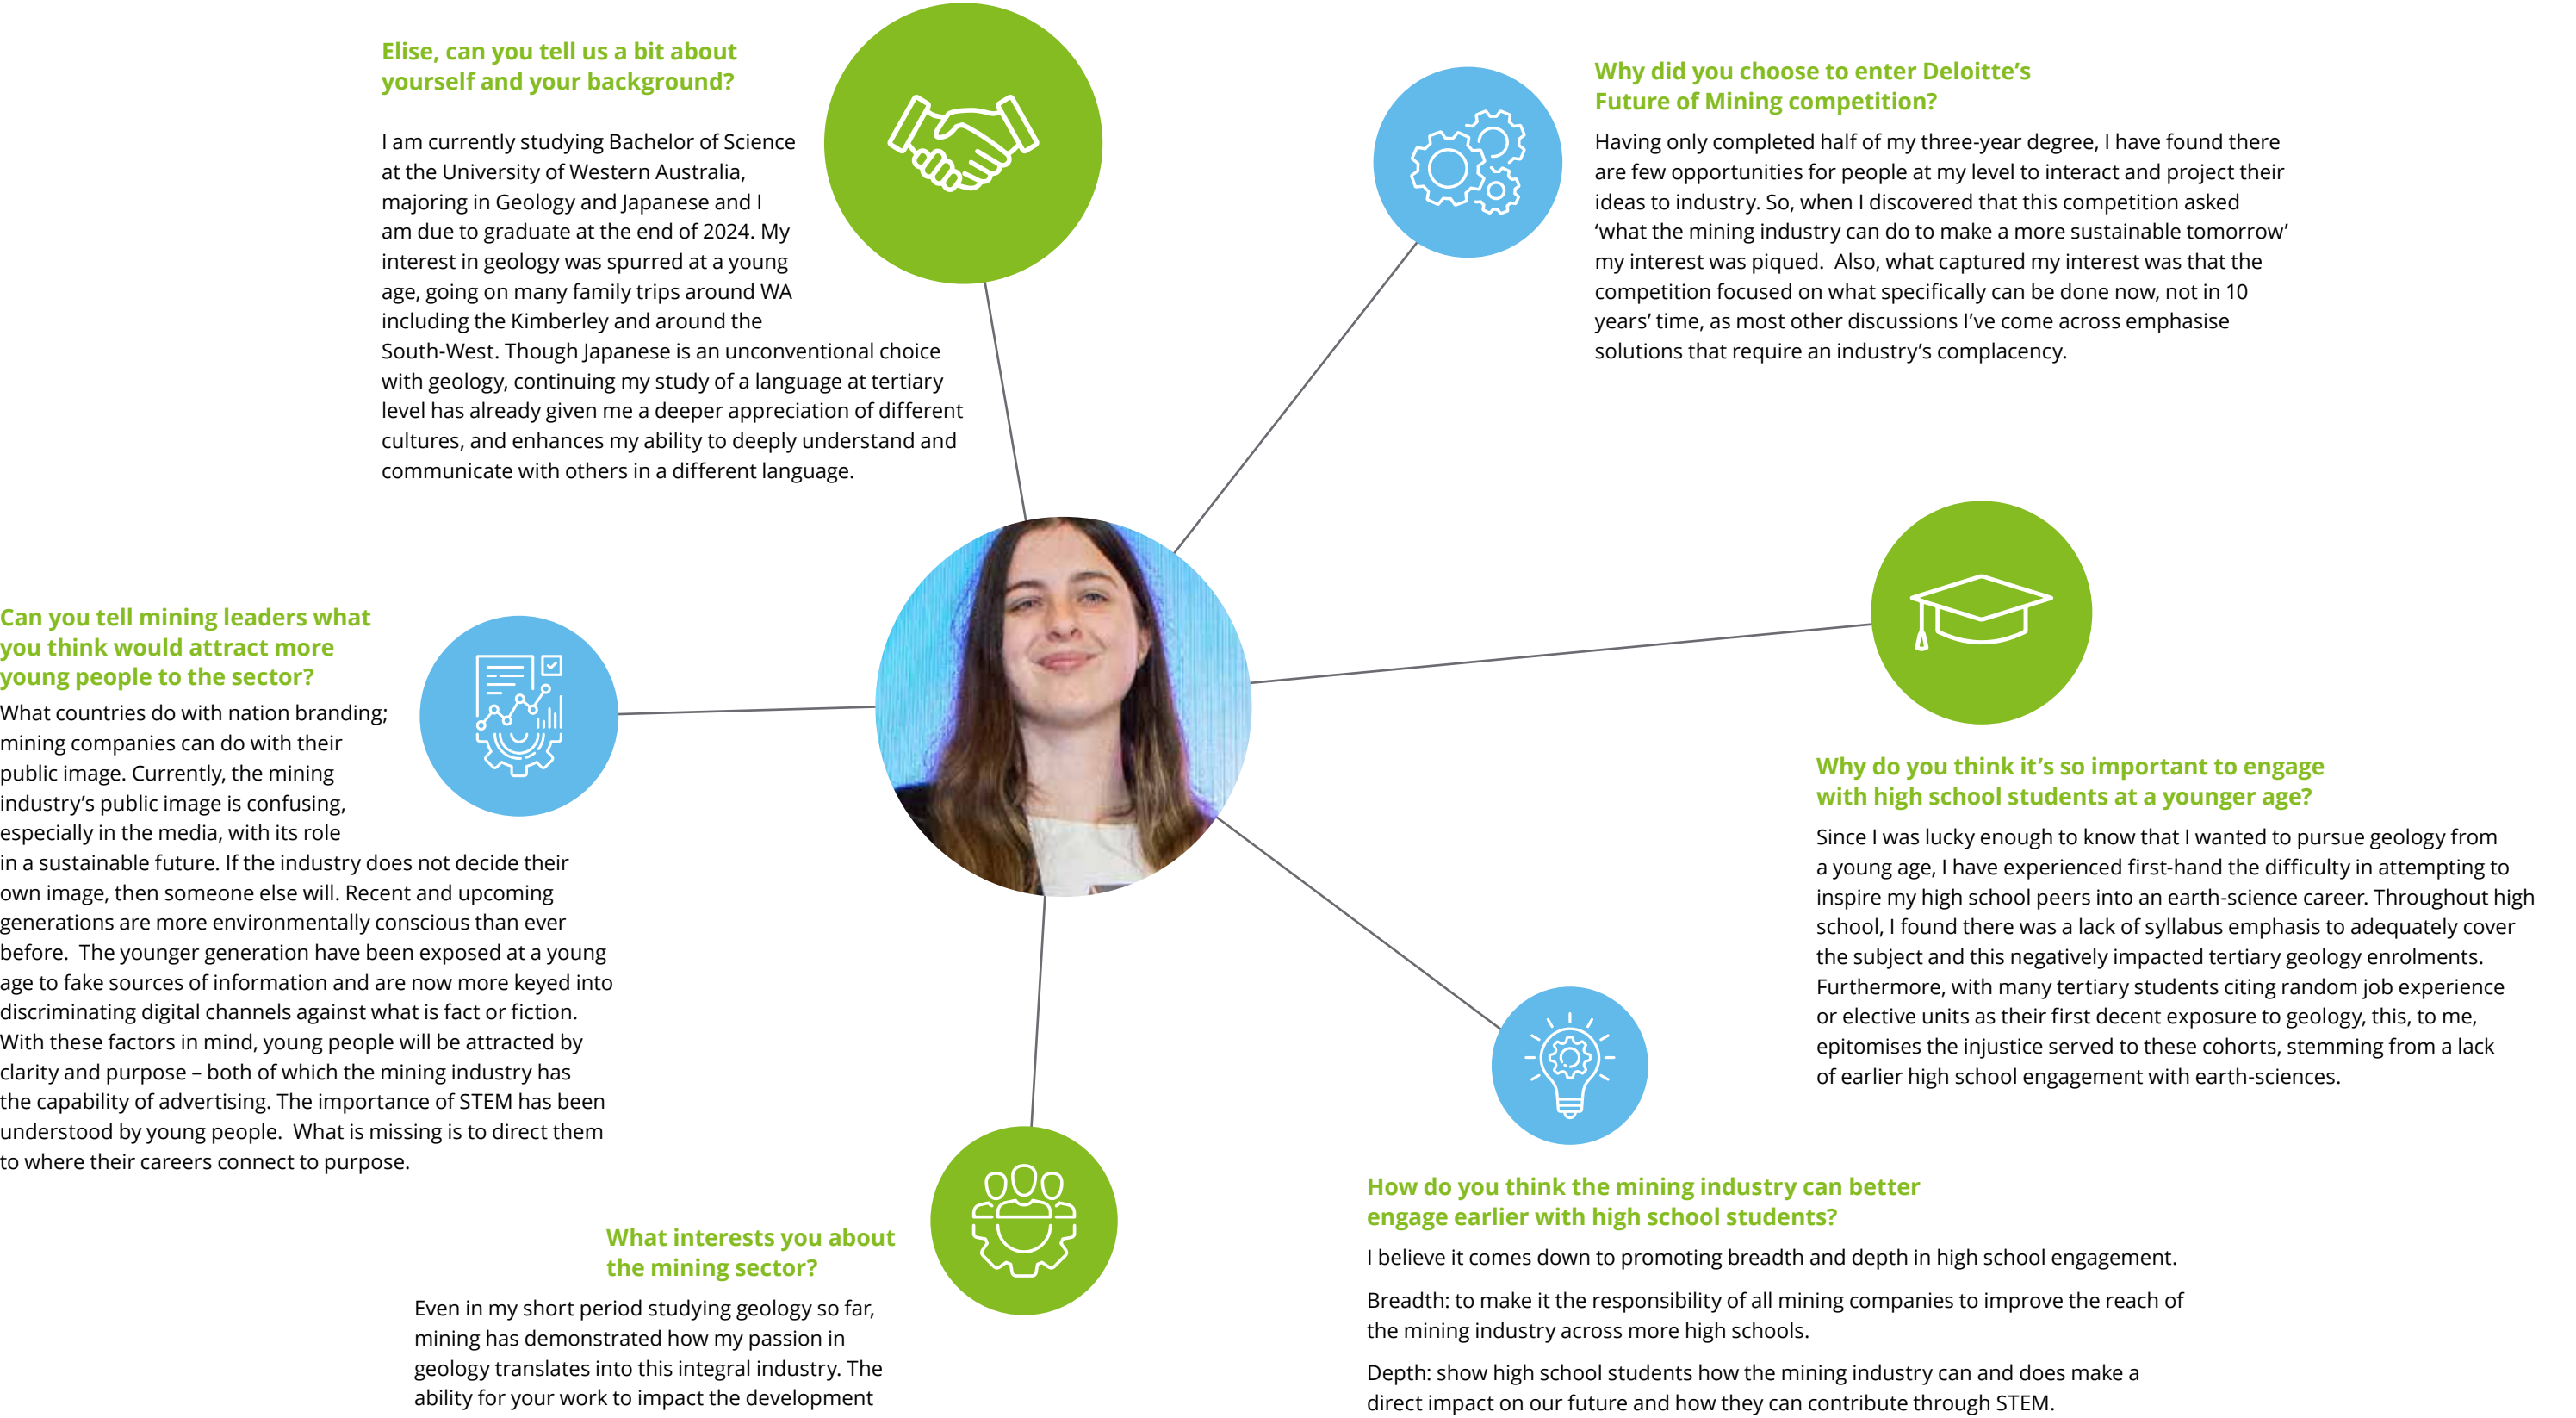 Elise, can you tell us a bit about
yourself and your background?
I am currently studying Bachelor of Science
at the University of Western Australia,
majoring in Geology and Japanese and I
am due to graduate at the end of 2024. My
interest in geology was spurred at a young
age, going on many family trips around WA
including the Kimberley and around the
South-West. Though Japanese is an unconventional choice
with geology, continuing my study of a language at tertiary
level has already given me a deeper appreciation of different
cultures, and enhances my ability to deeply understand and
communicate with others in a different language.
Why did you choose to enter Deloitte’s
Future of Mining competition?
Having only completed half of my three-year degree, I have found there
are few opportunities for people at my level to interact and project their
ideas to industry. So, when I discovered that this competition asked
‘what the mining industry can do to make a more sustainable tomorrow’
my interest was piqued.  Also, what captured my interest was that the
competition focused on what specifically can be done now, not in 10
years’ time, as most other discussions I’ve come across emphasise
solutions that require an industry’s complacency.
Why do you think it’s so important to engage
with high school students at a younger age?
Since I was lucky enough to know that I wanted to pursue geology from
a young age, I have experienced first-hand the difficulty in attempting to
inspire my high school peers into an earth-science career. Throughout high
school, I found there was a lack of syllabus emphasis to adequately cover
the subject and this negatively impacted tertiary geology enrolments.
Furthermore, with many tertiary students citing random job experience
or elective units as their first decent exposure to geology, this, to me,
epitomises the injustice served to these cohorts, stemming from a lack
of earlier high school engagement with earth-sciences.
How do you think the mining industry can better
engage earlier with high school students?
I believe it comes down to promoting breadth and depth in high school engagement.
Breadth: to make it the responsibility of all mining companies to improve the reach of
the mining industry across more high schools.
Depth: show high school students how the mining industry can and does make a
direct impact on our future and how they can contribute through STEM.
What interests you about
the mining sector?
Even in my short period studying geology so far,
mining has demonstrated how my passion in
geology translates into this integral industry. The
ability for your work to impact the development
Can you tell mining leaders what
you think would attract more
young people to the sector?
What countries do with nation branding;
mining companies can do with their
public image. Currently, the mining
industry’s public image is confusing,
especially in the media, with its role
in a sustainable future. If the industry does not decide their
own image, then someone else will. Recent and upcoming
generations are more environmentally conscious than ever
before.  The younger generation have been exposed at a young
age to fake sources of information and are now more keyed into
discriminating digital channels against what is fact or fiction.
With these factors in mind, young people will be attracted by
clarity and purpose – both of which the mining industry has
the capability of advertising. The importance of STEM has been
understood by young people.  What is missing is to direct them
to where their careers connect to purpose.